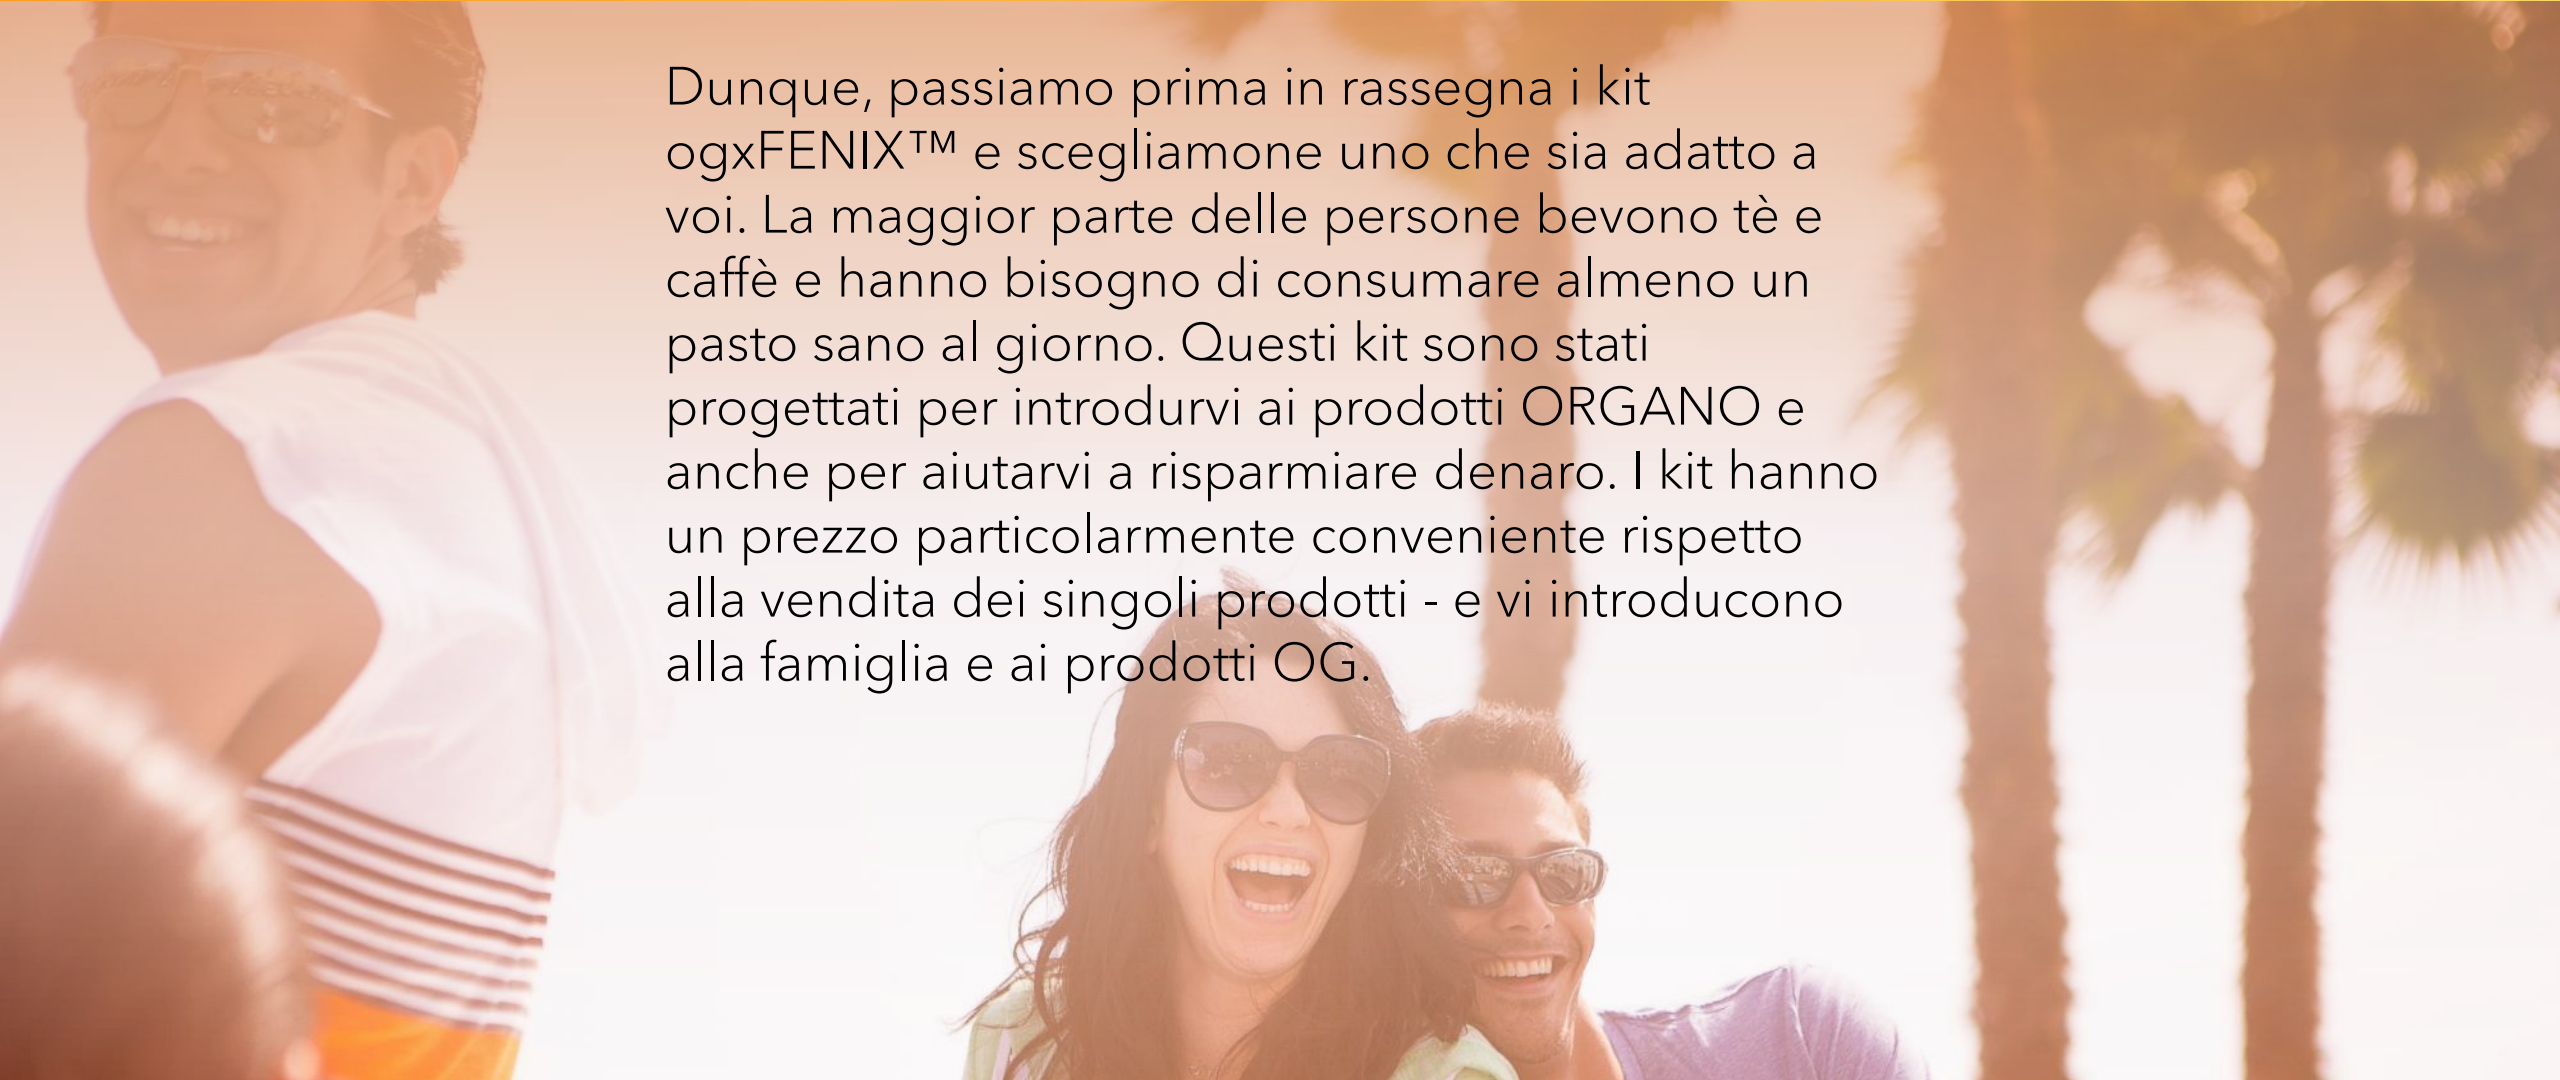 Dunque, passiamo prima in rassegna i kit
ogxFENIX™ e scegliamone uno che sia adatto a
voi. La maggior parte delle persone bevono tè e
caffè e hanno bisogno di consumare almeno un
pasto sano al giorno. Questi kit sono stati
progettati per introdurvi ai prodotti ORGANO e
anche per aiutarvi a risparmiare denaro. I kit hanno
un prezzo particolarmente conveniente rispetto
alla vendita dei singoli prodotti - e vi introducono
alla famiglia e ai prodotti OG.